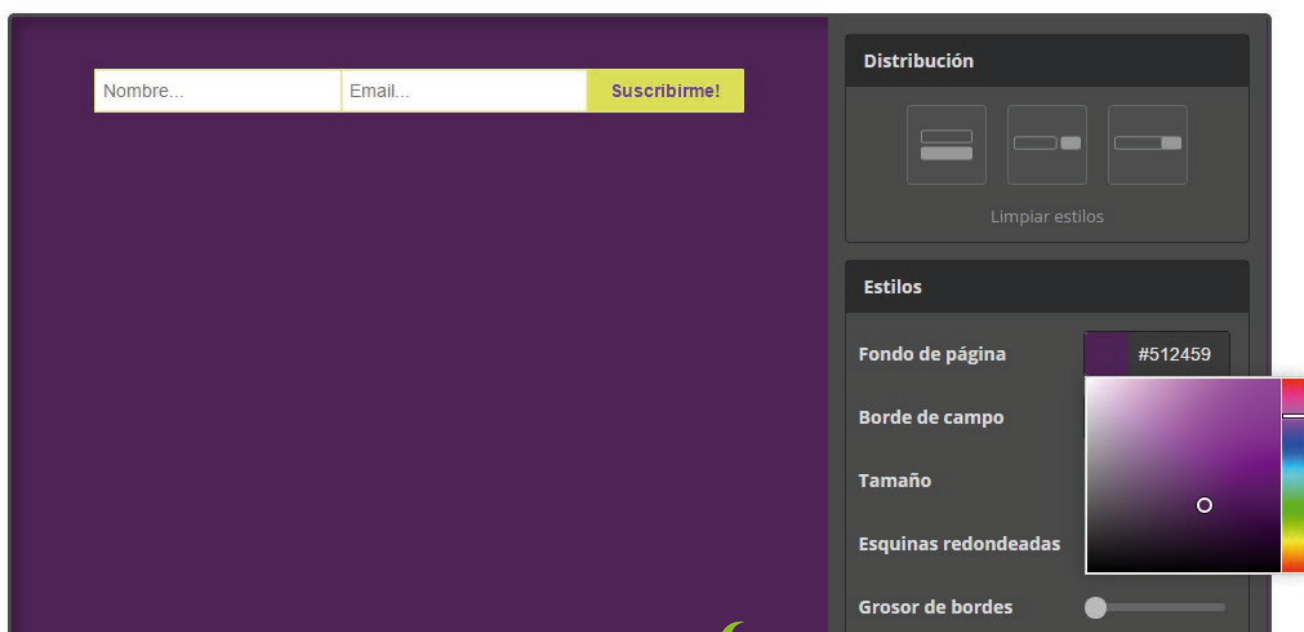 Nombre...
Email...
Suscribirme!
Distribución
Limpiar estilos
Estilos
Fondo de página
#512459
Borde de campo
Tamaño
Esquinas redondeadas
Grosor de bordes